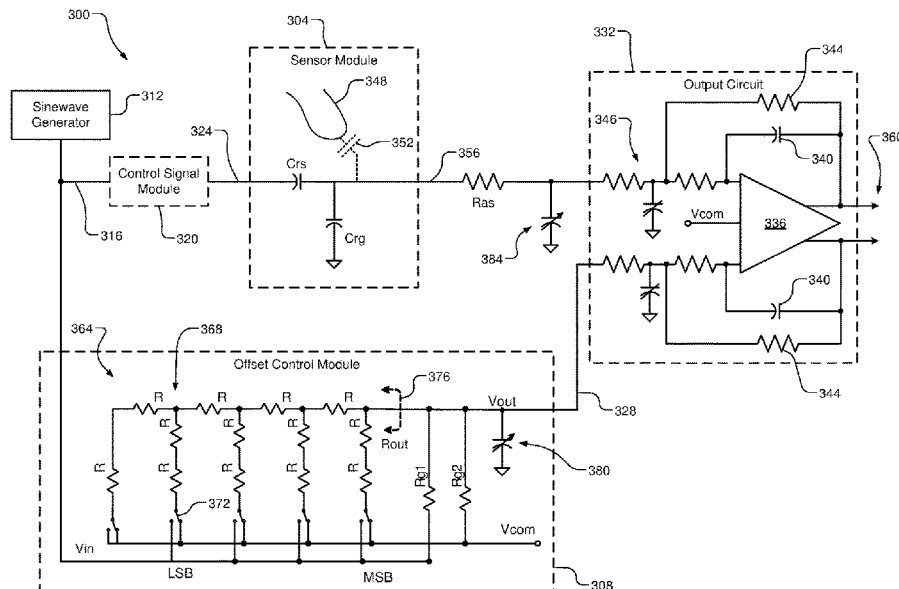 304
332
300
Sensor Module
Output Circuit
344
312
348
Sinewave
Generator
346
324
352
356
360
340
Control Signal
Module
Crs
Ras
Vcom
336
316
320
Crg
384
340
364
368
Offset Control Module
376
344
R
R
R
R
Vout
328
R
R
R
R
Rout
R
R
R
R
R
Rg1
Rg2
380
372
Vcom
Vin
LSB
MSB
308